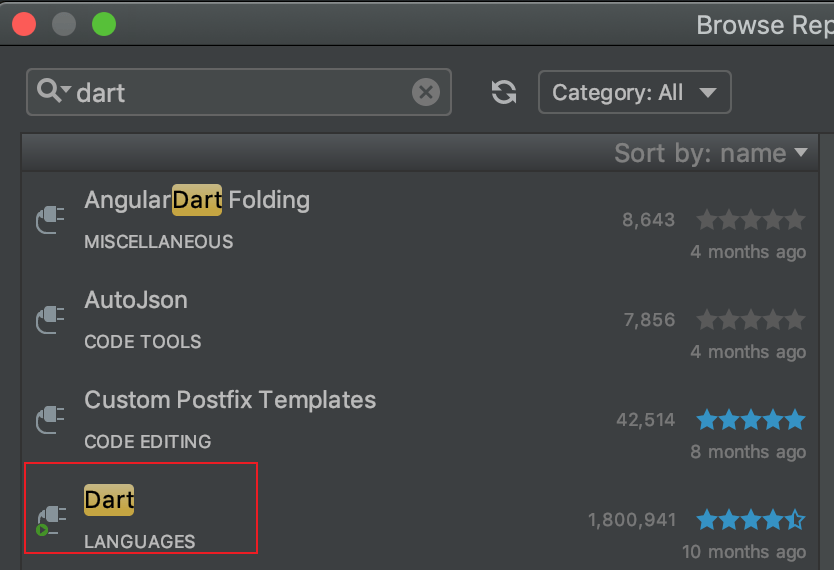 Browse Rep
dart
Category: All
Sort by: name
AngularDart Folding
8,643
MISCELLANEOUS
4 months ago
AutoJson
7,856
CODE TOOLS
4 months ago
Custom Postfix Templates
42,514
CODE EDITING
8 months ago
Dart
1,800,941
LANGUAGES
10 months ago